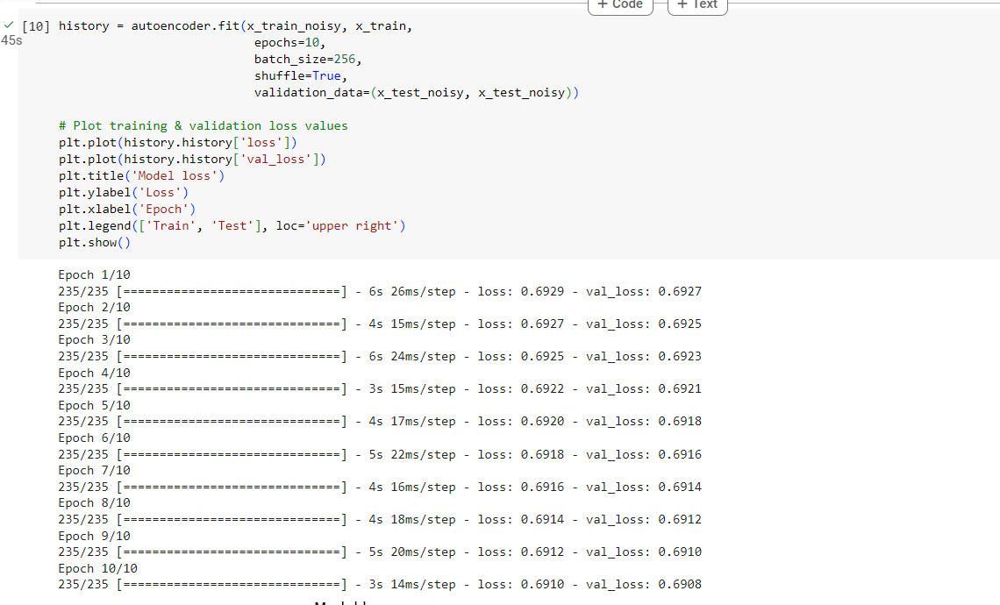 + Code + Text
[10] history = autoencoder.fit(x_train_noisy, x_train,
45s
epochs=10,
batch_size=256,
shuffle=True,
validation_data=(x_test_noisy, x_test_noisy))
# Plot training & validation loss values
plt.plot(history.history['loss'])
plt.plot(history.history['val_loss'])
plt.title('Model loss')
plt.ylabel('Loss')
plt.xlabel('Epoch')
plt.legend(['Train', 'Test'], loc='upper right')
plt.show()
Epoch 1/10
235/235 [==============================] - 6s 26ms/step - loss: 0.6929 - val_loss: 0.6927
Epoch 2/10
235/235 [==============================] - 4s 15ms/step - loss: 0.6927 - val_loss: 0.6925
Epoch 3/10
235/235 [==============================] - 6s 24ms/step - loss: 0.6925 - val_loss: 0.6923
Epoch 4/10
235/235 [==============================] - 3s 15ms/step - loss: 0.6922 - val_loss: 0.6921
Epoch 5/10
235/235 [==============================] - 4s 17ms/step - loss: 0.6920 - val_loss: 0.6918
Epoch 6/10
235/235 [==============================] - 5s 22ms/step - loss: 0.6918 - val_loss: 0.6916
Epoch 7/10
235/235 [==============================] - 4s 16ms/step - loss: 0.6916 - val_loss: 0.6914
Epoch 8/10
235/235 [==============================] - 4s 18ms/step - loss: 0.6914 - val_loss: 0.6912
Epoch 9/10
235/235 [==============================] - 5s 20ms/step - loss: 0.6912 - val_loss: 0.6910
Epoch 10/10
235/235 [==============================] - 3s 14ms/step - loss: 0.6910 - val_loss: 0.6908